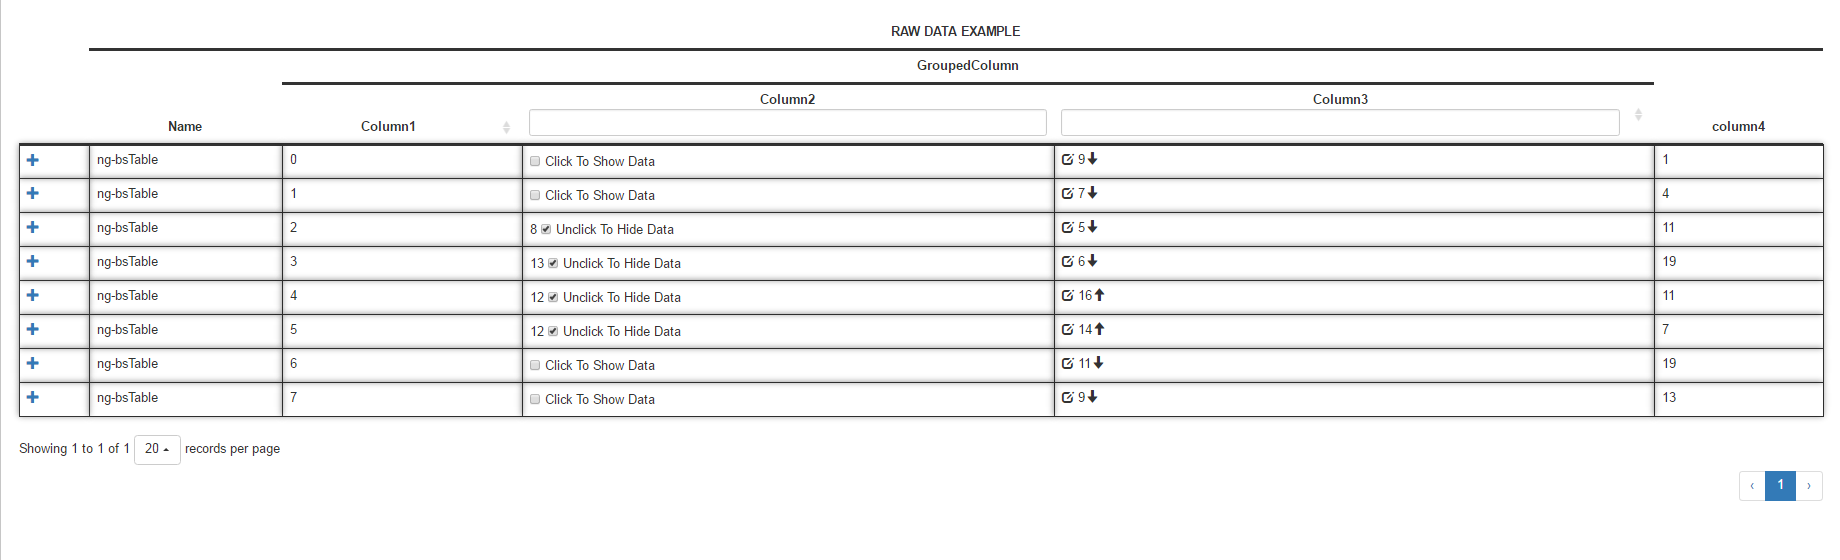 RAW DATA EXAMPLE
GroupedColumn
Column2 Column3
Name Column1 column4
ng-bsTable 0 Click To Show Data 9 1
ng-bsTable 1 Click To Show Data 7 4
ng-bsTable 2 8 Unclick To Hide Data 5 11
ng-bsTable 3 13 Unclick To Hide Data 6 19
ng-bsTable 4 12 Unclick To Hide Data 16 11
ng-bsTable 5 12 Unclick To Hide Data 14 7
ng-bsTable 6 Click To Show Data 11 19
ng-bsTable 7 Click To Show Data 9 13
Showing 1 to 1 of 1 20 records per page
‹ 1 ›